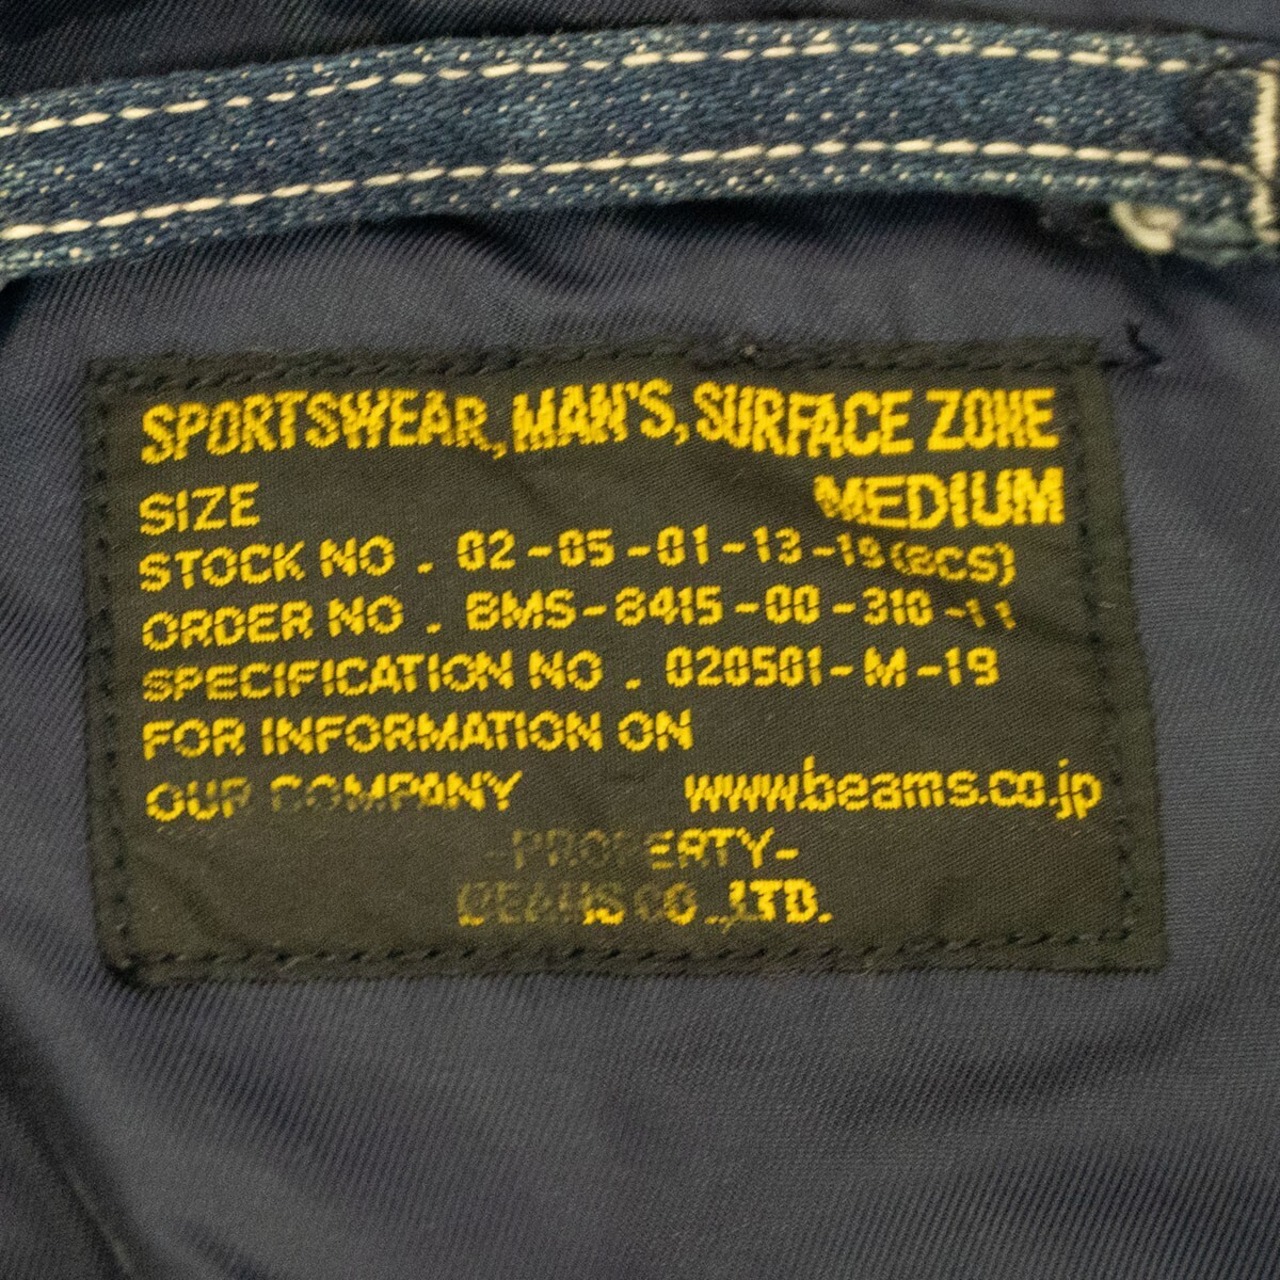 SPORTSWEAR, MAN'S, SURFACE ZONE
SIZE MEDIUM
STOCK NO. 02-05-01-13-19(BCS)
ORDER NO. BMS-8415-00-310-11
SPECIFICATION NO. 020501-M-19
FOR INFORMATION ON
OUR COMPANY www.beams.co.jp
-PROPERTY-
BEAMS CO.,LTD.